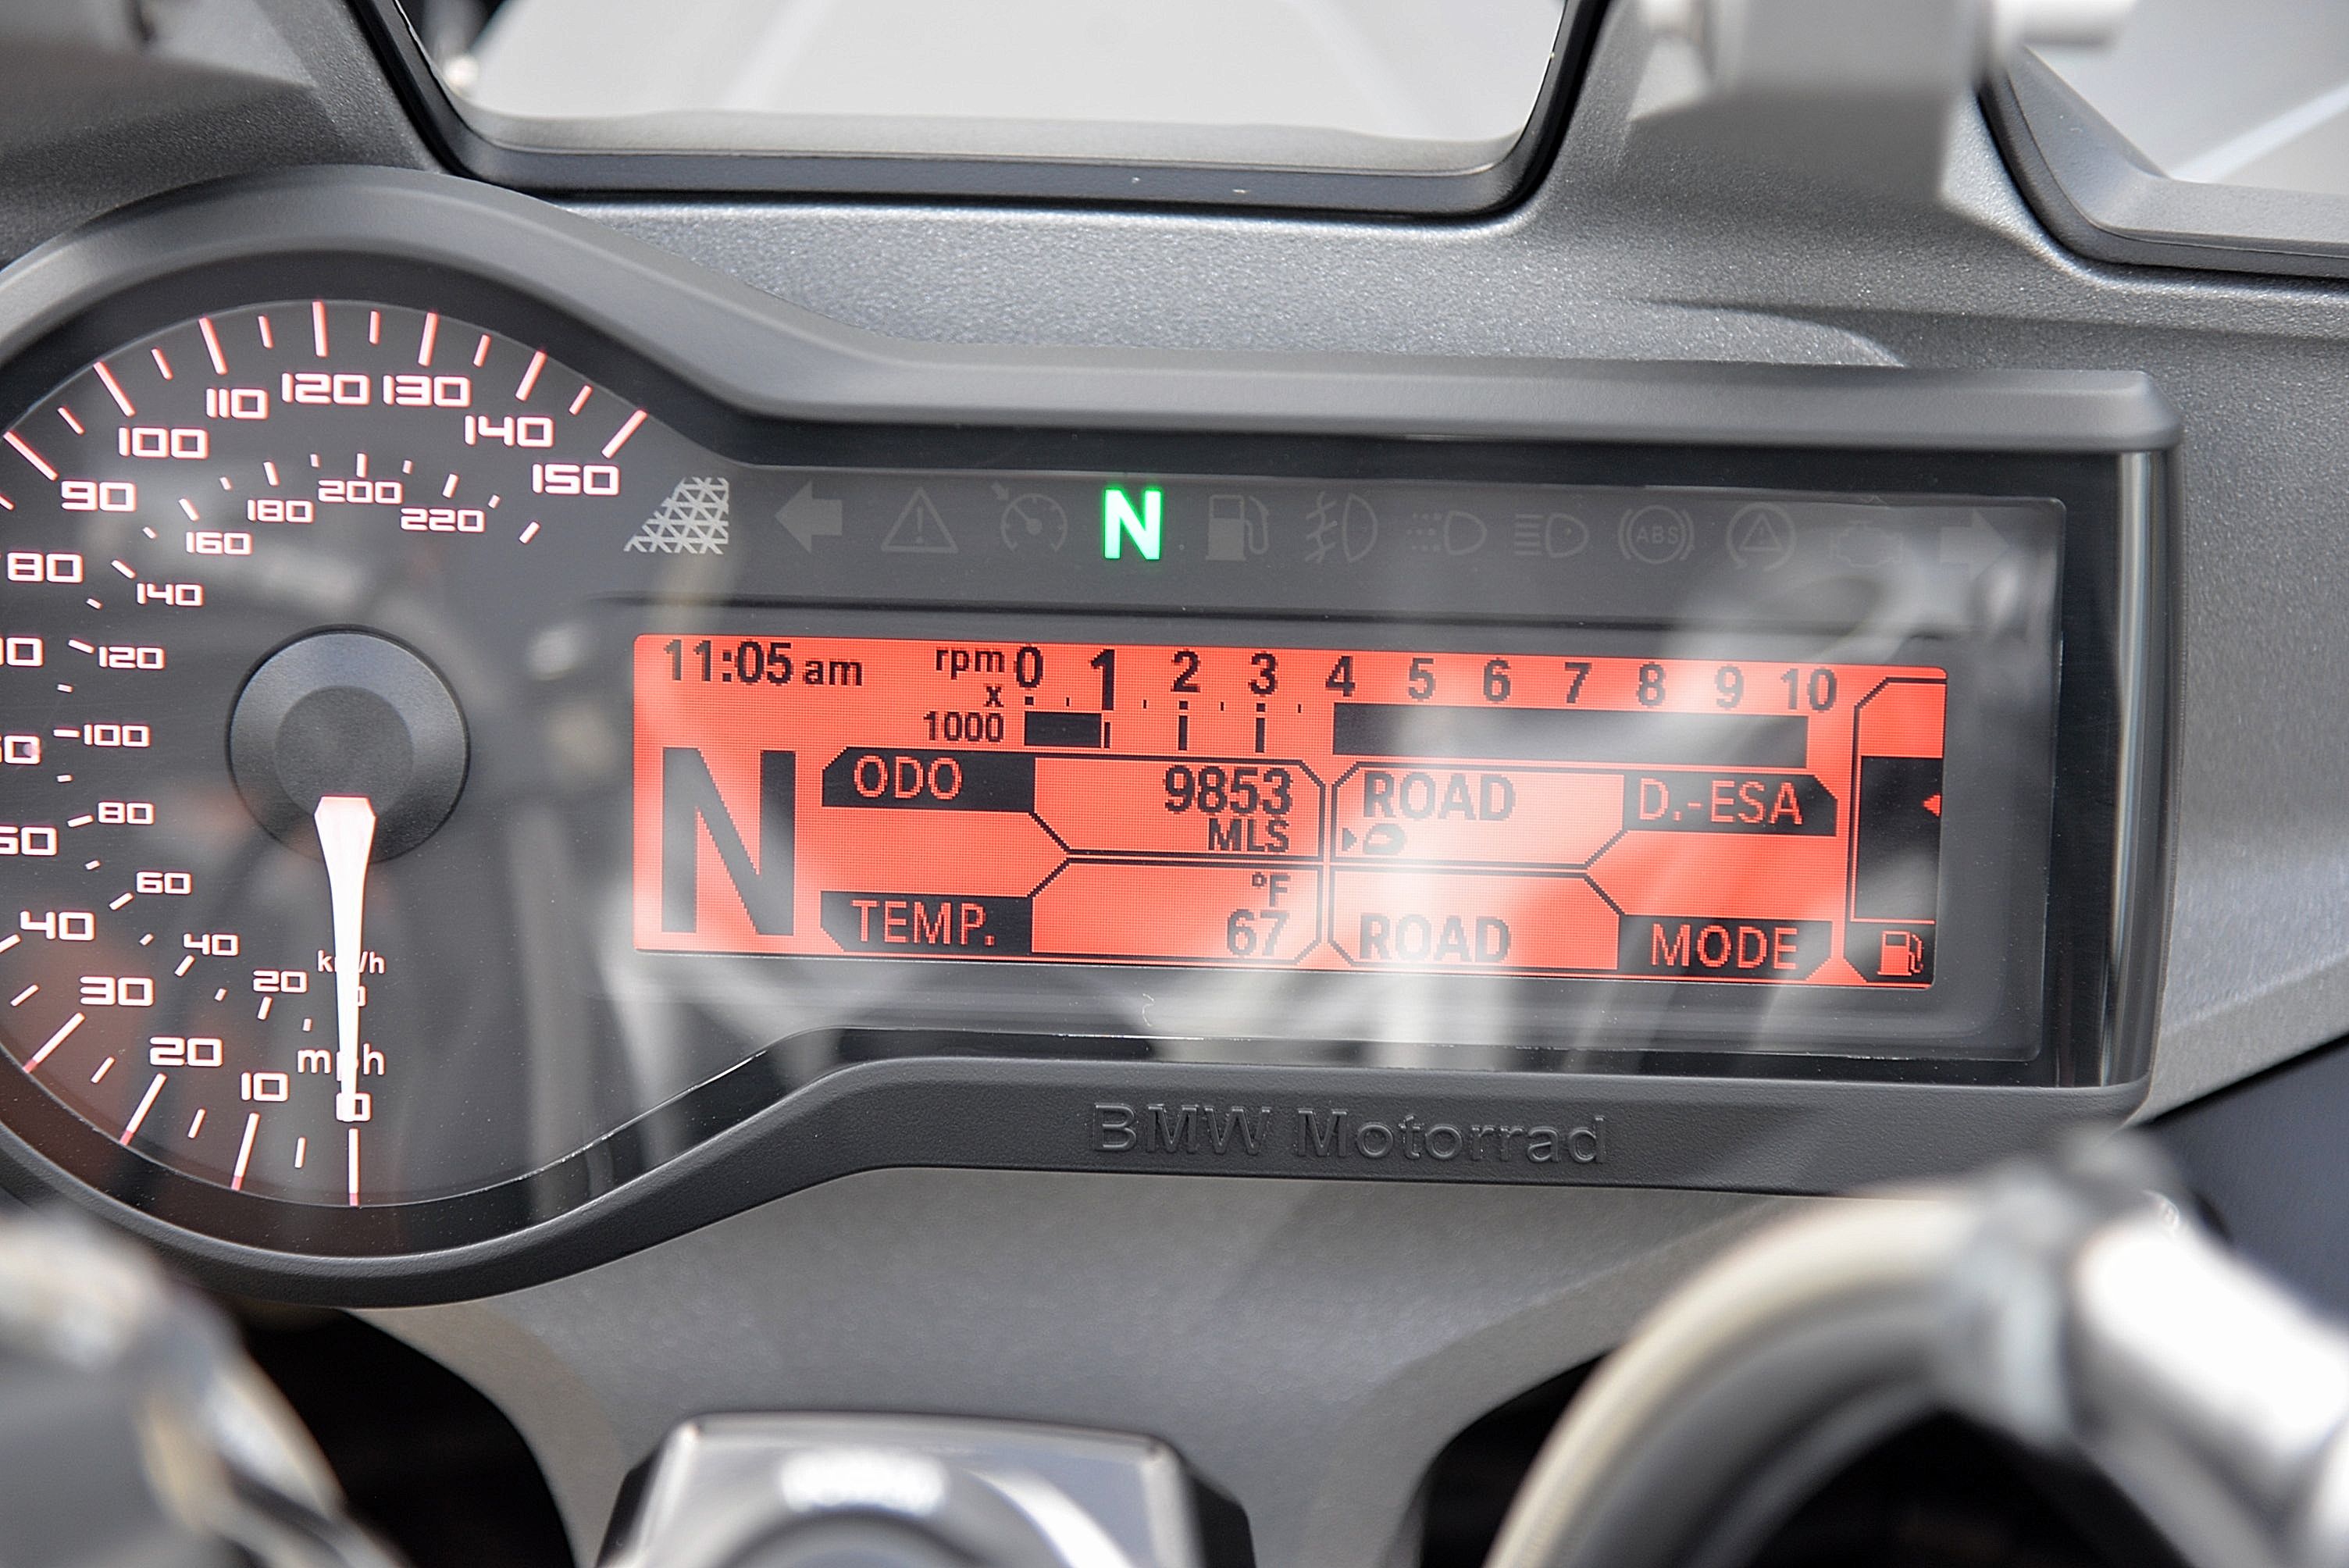 110 120 130
100 140
90 150
80
40
30
20
10
0
160 180 200 220
140
120
100
80
60
40
20
km/h
mph
N
ABS
11:05 am rpm 0 1 2 3 4 5 6 7 8 9 10
x
1000
N
ODO 9853 ROAD D.-ESA
MLS
°F
TEMP. 67 ROAD MODE
BMW Motorrad